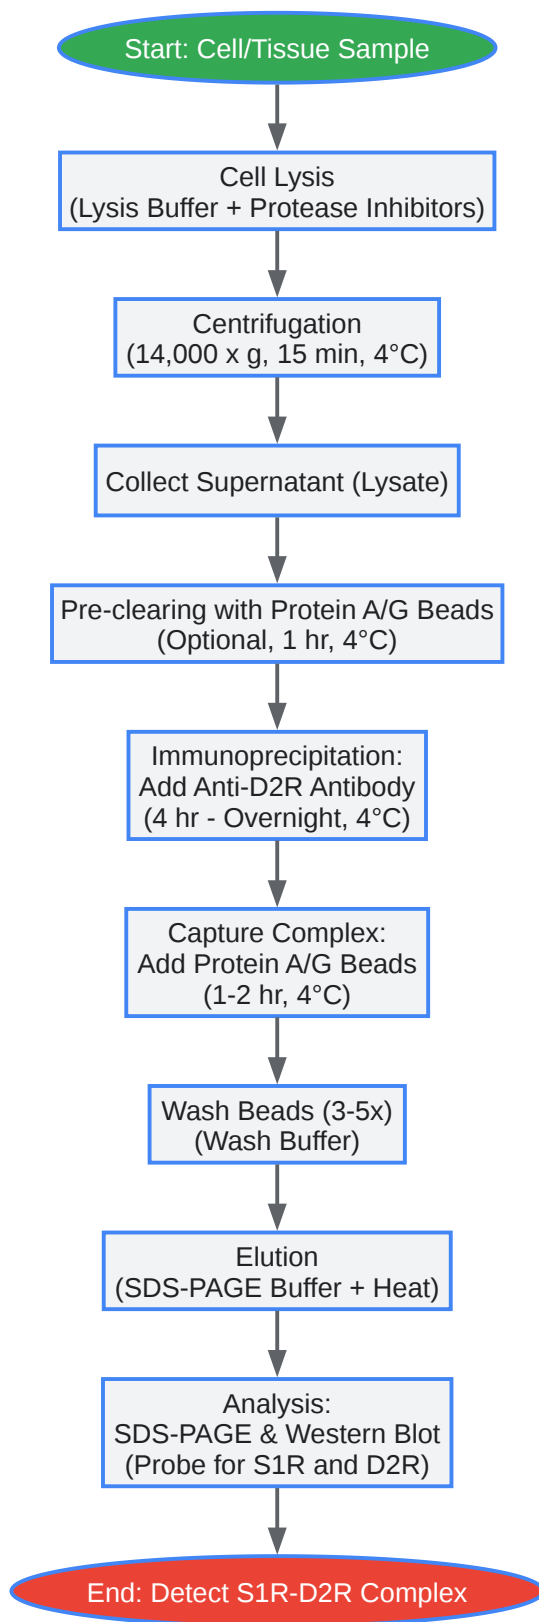 Start: Cell/Tissue Sample
Cell Lysis
(Lysis Buffer + Protease Inhibitors)
Centrifugation
(14,000 x g, 15 min, 4°C)
Collect Supernatant (Lysate)
Pre-clearing with Protein A/G Beads
(Optional, 1 hr, 4°C)
Immunoprecipitation:
Add Anti-D2R Antibody
(4 hr - Overnight, 4°C)
Capture Complex:
Add Protein A/G Beads
(1-2 hr, 4°C)
Wash Beads (3-5x)
(Wash Buffer)
Elution
(SDS-PAGE Buffer + Heat)
Analysis:
SDS-PAGE & Western Blot
(Probe for S1R and D2R)
End: Detect S1R-D2R Complex